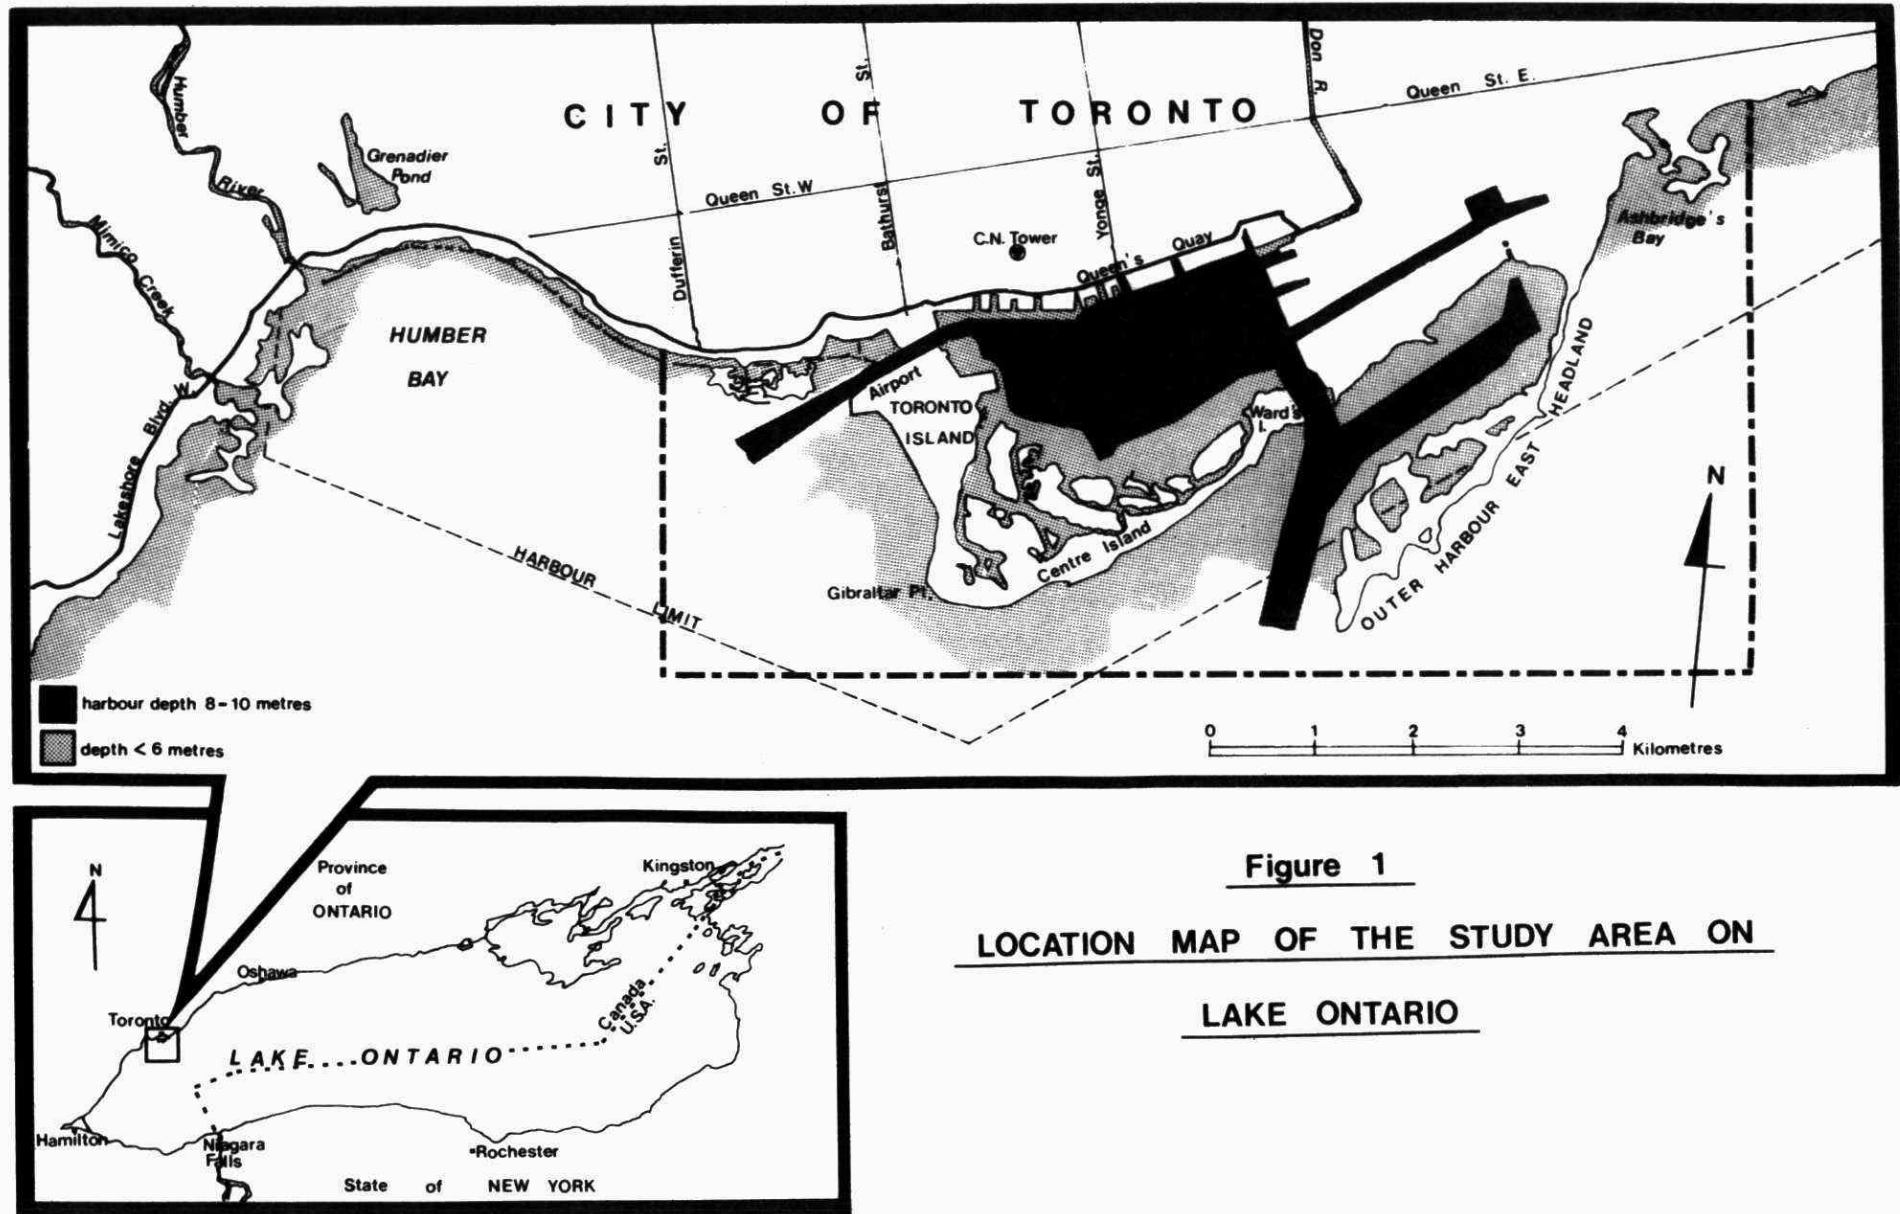 CITY OF TORONTO
Humber
River
Grenadier
Pond
Mimico Creek
Lakeshore Blvd. W.
HUMBER
BAY
Dufferin St.
Bathurst St.
Yonge St.
Queen St. W
Queen St. E.
Don R.
C.N. Tower
Queen's Quay
Ashbridge's
Bay
Airport
TORONTO
ISLAND
Ward's
I.
Centre Island
Gibraltar Pt.
OUTER HARBOUR EAST HEADLAND
HARBOUR LIMIT
N
harbour depth 8-10 metres
depth < 6 metres
0 1 2 3 4 Kilometres
N
Province
of
ONTARIO
Kingston
Oshawa
Toronto
Canada
U.S.A.
LAKE ONTARIO
Hamilton
Niagara
Falls
Rochester
State of NEW YORK
Figure 1
LOCATION MAP OF THE STUDY AREA ON
LAKE ONTARIO